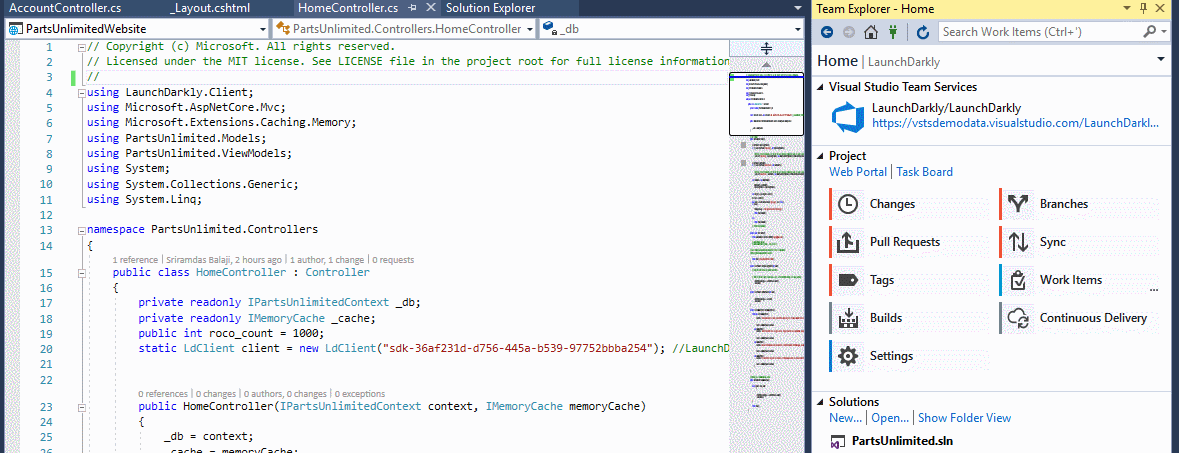 AccountController.cs _Layout.cshtml HomeController.cs Solution Explorer
PartsUnlimitedWebsite PartsUnlimited.Controllers.HomeController _db
1 // Copyright (c) Microsoft. All rights reserved.
2 // Licensed under the MIT license. See LICENSE file in the project root for full license information
3 //
4 using LaunchDarkly.Client;
5 using Microsoft.AspNetCore.Mvc;
6 using Microsoft.Extensions.Caching.Memory;
7 using PartsUnlimited.Models;
8 using PartsUnlimited.ViewModels;
9 using System;
10 using System.Collections.Generic;
11 using System.Linq;
12
13 namespace PartsUnlimited.Controllers
14 {
1 reference | Sriramdas Balaji, 2 hours ago | 1 author, 1 change | 0 requests
15 public class HomeController : Controller
16 {
17 private readonly IPartsUnlimitedContext _db;
18 private readonly IMemoryCache _cache;
19 public int roco_count = 1000;
20 static LdClient client = new LdClient("sdk-36af231d-d756-445a-b539-97752bbba254"); //LaunchD
21
22
0 references | 0 changes | 0 authors, 0 changes | 0 exceptions
23 public HomeController(IPartsUnlimitedContext context, IMemoryCache memoryCache)
24 {
25 _db = context;
26 _cache = memoryCache;
Team Explorer - Home
Search Work Items (Ctrl+')
Home | LaunchDarkly
Visual Studio Team Services
LaunchDarkly/LaunchDarkly
https://vstsdemodata.visualstudio.com/LaunchDarkl...
Project
Web Portal | Task Board
Changes Branches
Pull Requests Sync
Tags Work Items ...
Builds Continuous Delivery
Settings
Solutions
New... | Open... | Show Folder View
PartsUnlimited.sln